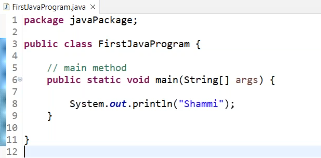 FirstJavaProgram.java
1 package javaPackage;
2
3 public class FirstJavaProgram {
4
5 // main method
6 public static void main(String[] args) {
7
8 System.out.println("Shammi");
9 }
10
11 }
12